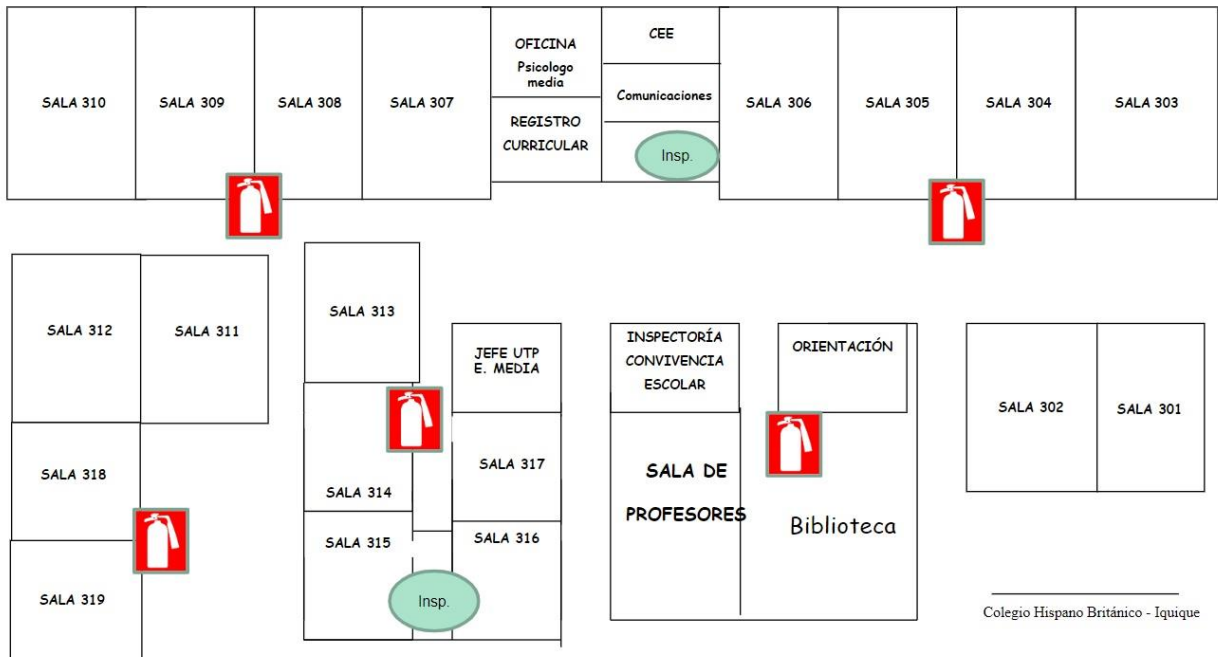 SALA 310
SALA 309
SALA 308
SALA 307
OFICINA
Psicologo
media
REGISTRO
CURRICULAR
CEE
Comunicaciones
Insp.
SALA 306
SALA 305
SALA 304
SALA 303
SALA 312
SALA 311
SALA 313
JEFE UTP
E. MEDIA
INSPECTORÍA
CONVIVENCIA
ESCOLAR
ORIENTACIÓN
SALA 302
SALA 301
SALA 318
SALA 314
SALA 317
SALA DE
PROFESORES
Biblioteca
SALA 315
SALA 316
SALA 319
Insp.
Colegio Hispano Británico - Iquique